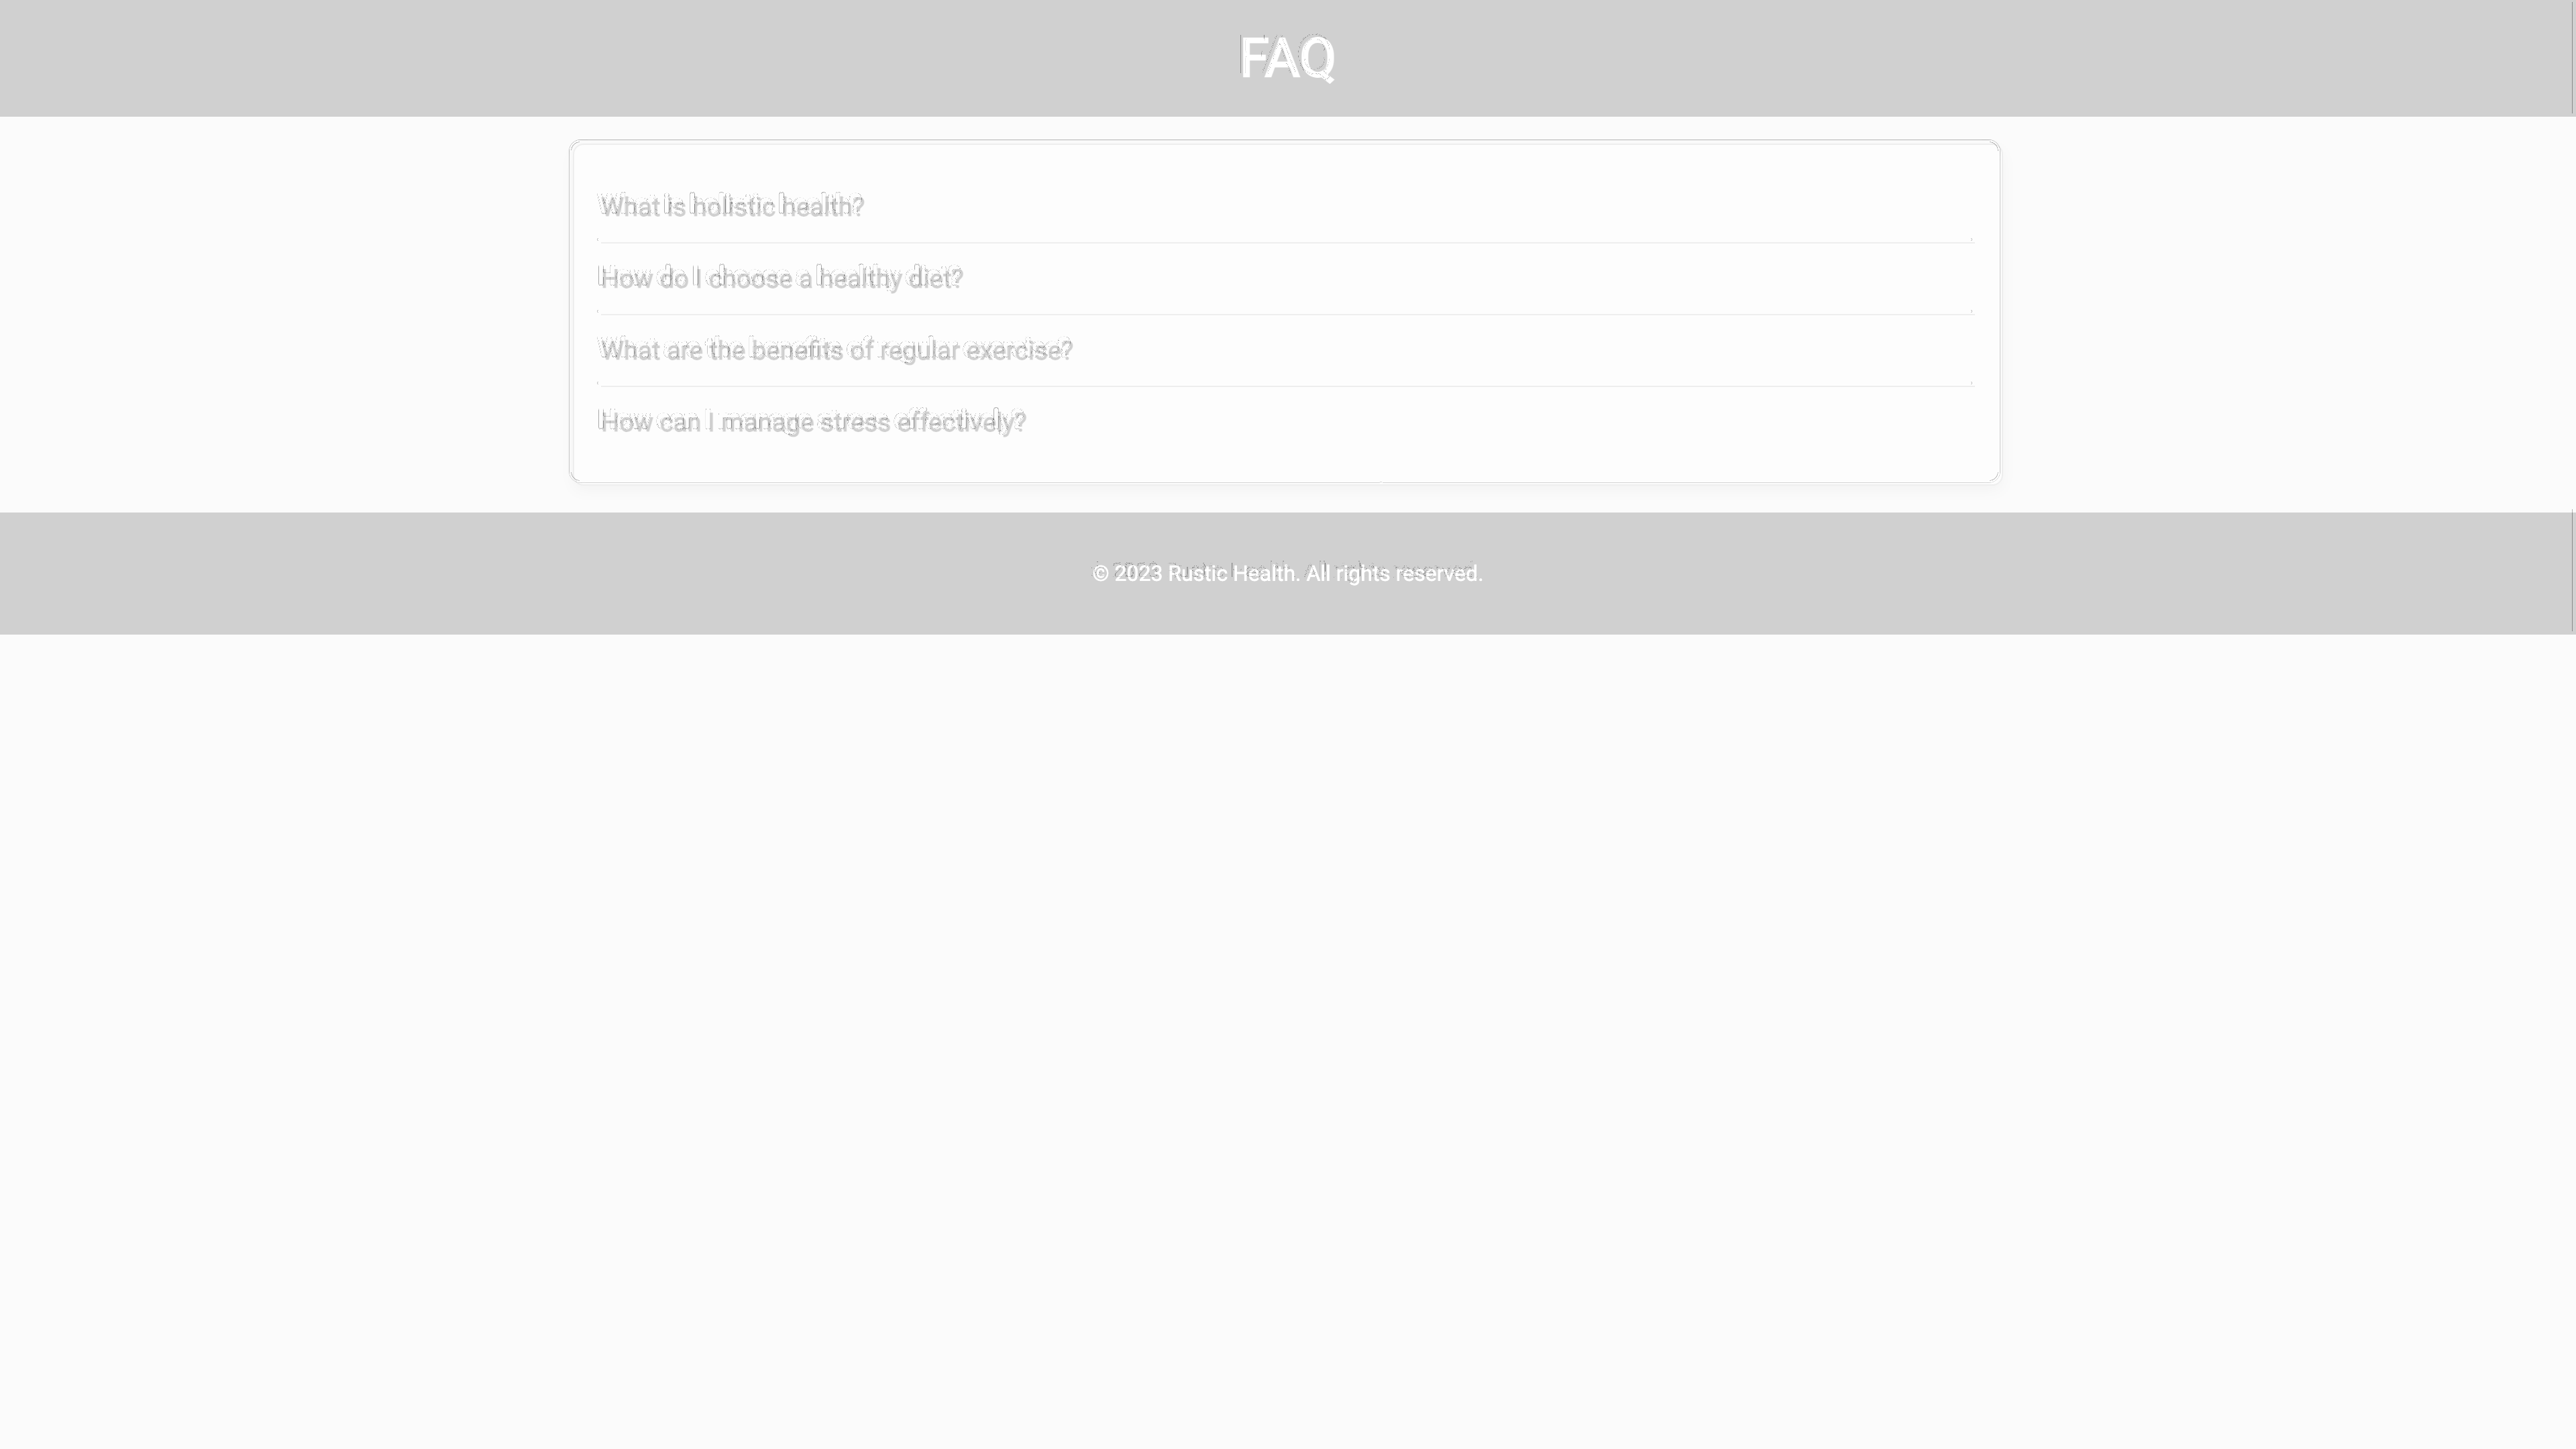 FAQ
What is holistic health?
How do I choose a healthy diet?
What are the benefits of regular exercise?
How can I manage stress effectively?
© 2023 Rustic Health. All rights reserved.